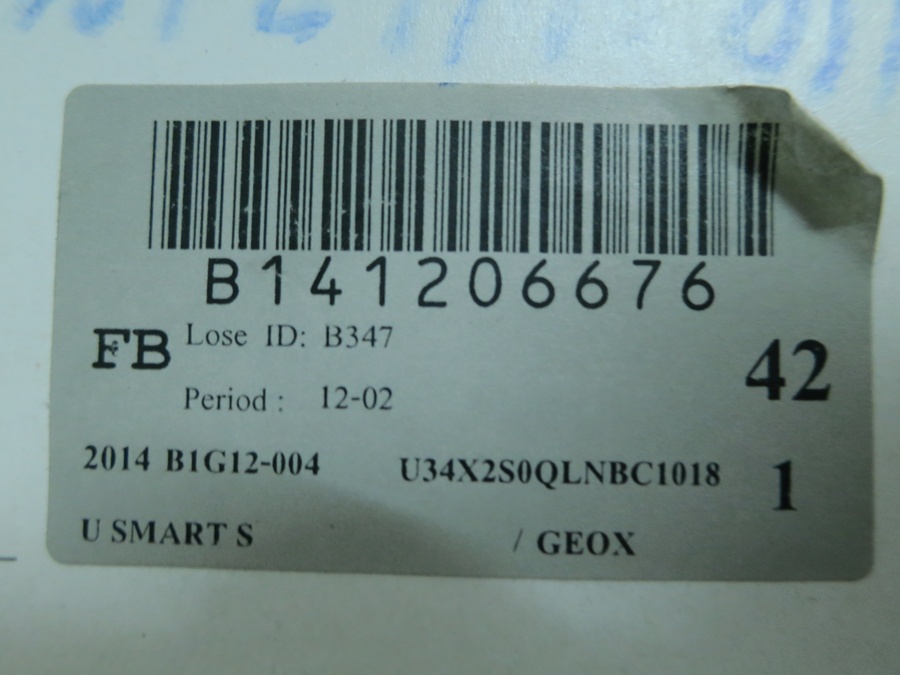 B141206676
FB Lose ID: B347
42
Period : 12-02
2014 B1G12-004 U34X2S0QLNBC1018 1
U SMART S / GEOX